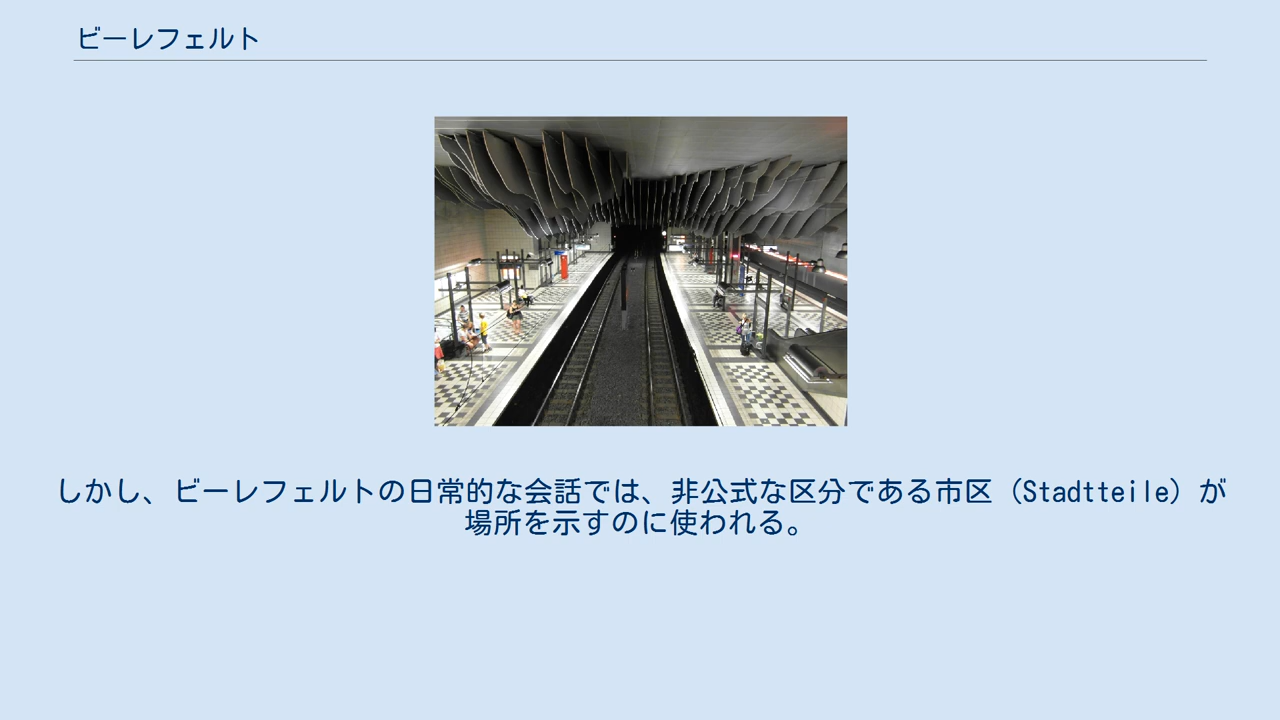 ビーレフェルト
しかし、ビーレフェルトの日常的な会話では、非公式な区分である市区（Stadtteile）が
場所を示すのに使われる。